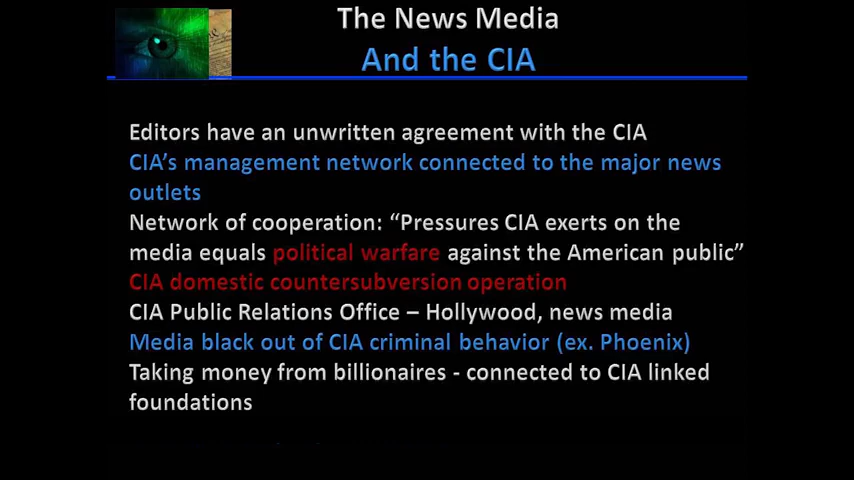 The News Media
And the CIA
Editors have an unwritten agreement with the CIA
CIA's management network connected to the major news
outlets
Network of cooperation: “Pressures CIA exerts on the
media equals political warfare against the American public”
CIA domestic countersubversion operation
CIA Public Relations Office – Hollywood, news media
Media black out of CIA criminal behavior (ex. Phoenix)
Taking money from billionaires - connected to CIA linked
foundations